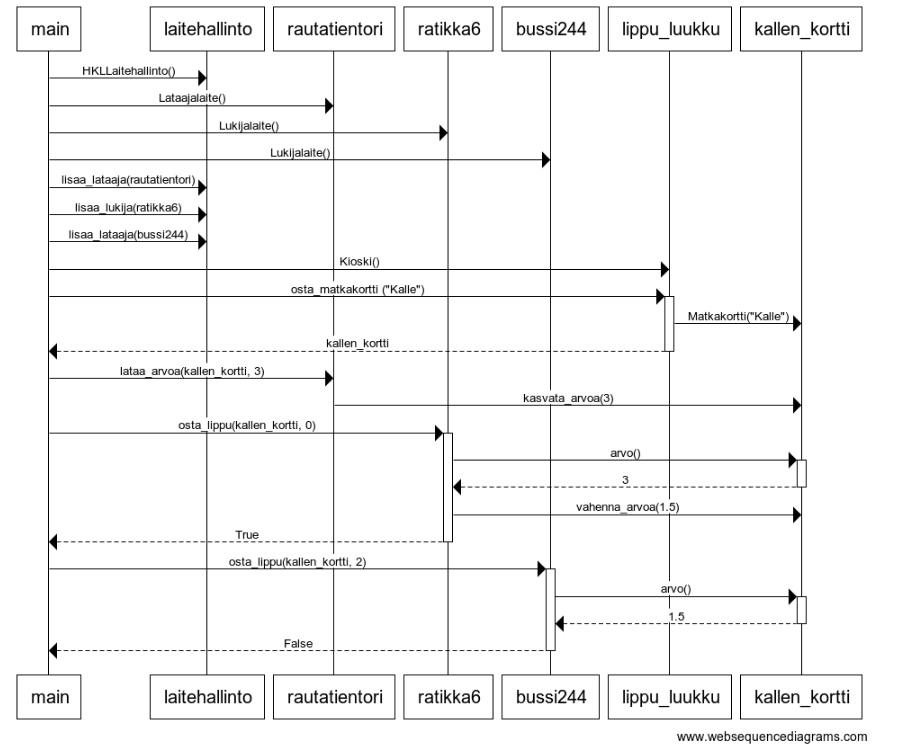 main laitehallinto rautatientori ratikka6 bussi244 lippu_luukku kallen_kortti
HKLLaitehallinto()
Lataajalaite()
Lukijalaite()
Lukijalaite()
lisaa_lataaja(rautatientori)
lisaa_lukija(ratikka6)
lisaa_lataaja(bussi244)
Kioski()
osta_matkakortti ("Kalle")
Matkakortti("Kalle")
kallen_kortti
lataa_arvoa(kallen_kortti, 3)
kasvata_arvoa(3)
osta_lippu(kallen_kortti, 0)
arvo()
3
vahenna_arvoa(1.5)
True
osta_lippu(kallen_kortti, 2)
arvo()
1.5
False
main laitehallinto rautatientori ratikka6 bussi244 lippu_luukku kallen_kortti
www.websequencediagrams.com